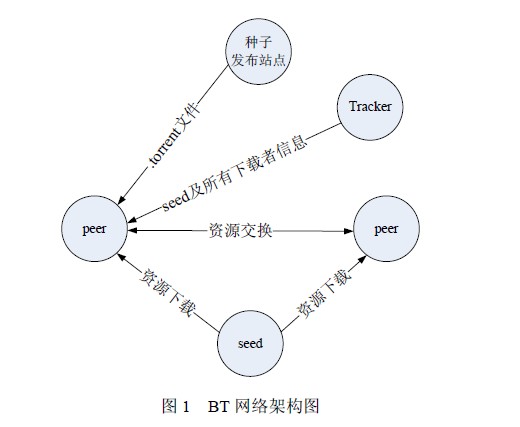 种子
发布站点
Tracker
.torrent文件
seed及所有下载者信息
peer
资源交换
peer
资源下载
资源下载
seed
图 1 BT 网络架构图